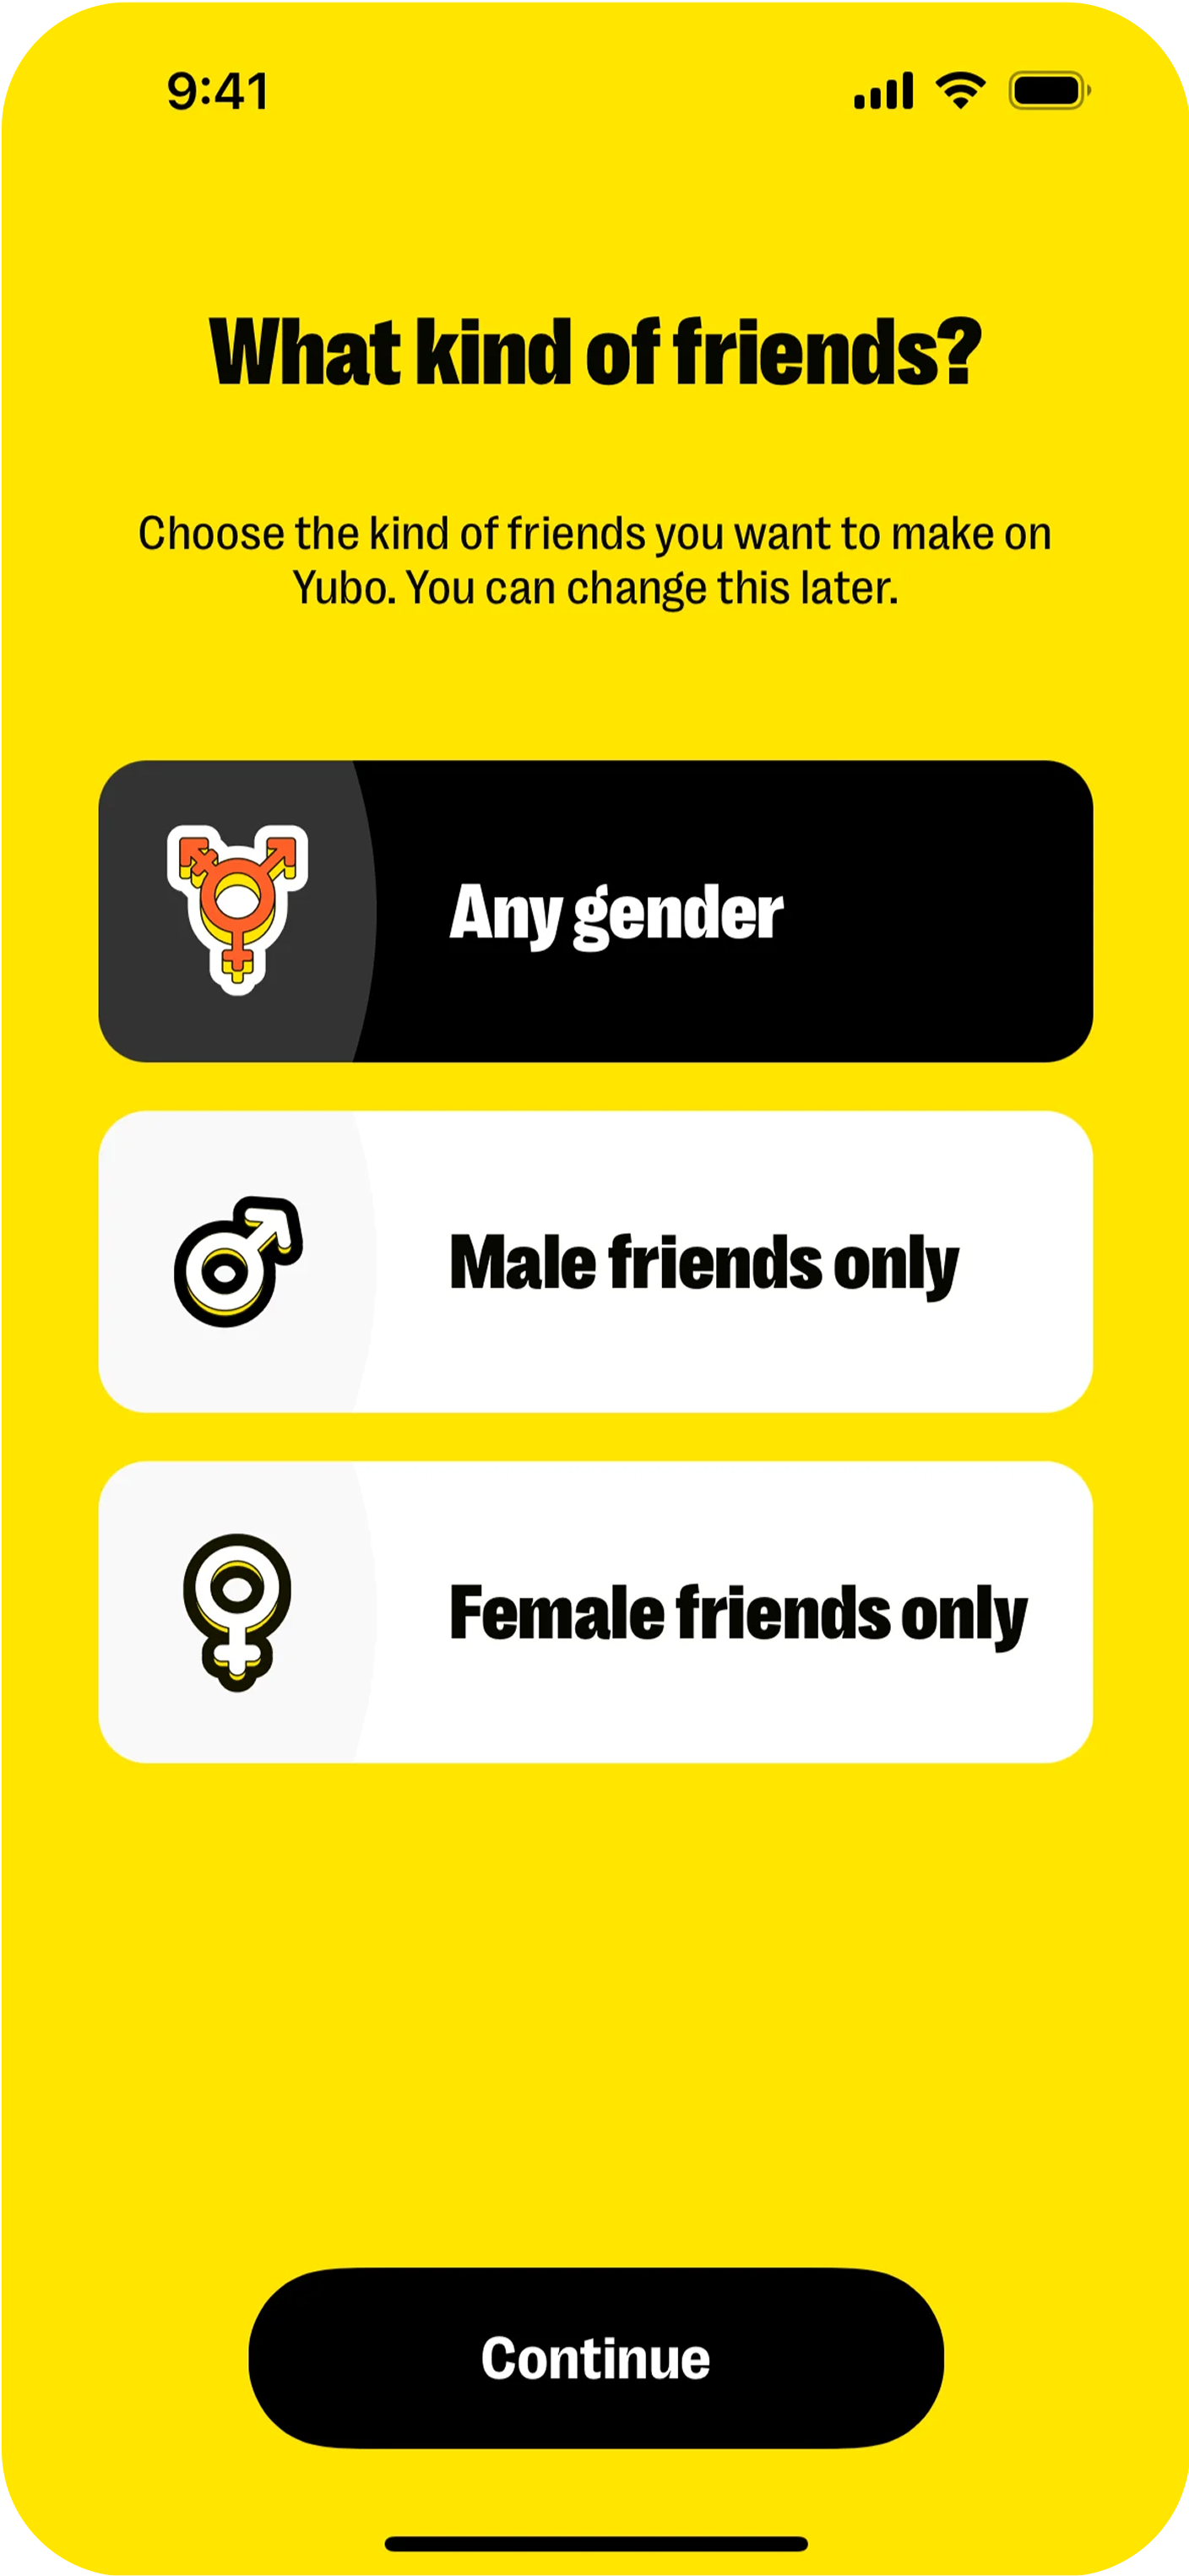 9:41
What kind of friends?
Choose the kind of friends you want to make on
Yubo. You can change this later.
Any gender
Male friends only
Female friends only
Continue